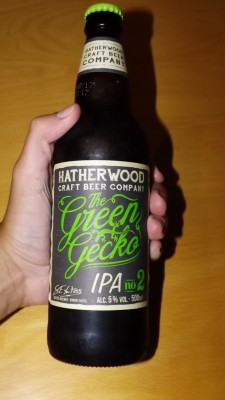 HATHERWOOD
CRAFT BEER
COMPANY
HATHERWOOD
CRAFT BEER COMPANY
the
Green
Gecko
IPA no 2
ALC. 5% VOL · 500ml